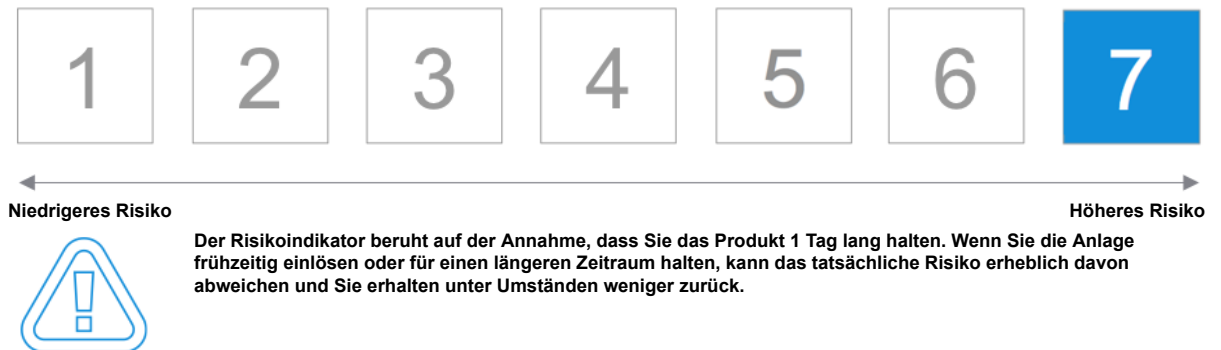 1 2 3 4 5 6 7
Niedrigeres Risiko Höheres Risiko
Der Risikoindikator beruht auf der Annahme, dass Sie das Produkt 1 Tag lang halten. Wenn Sie die Anlage
frühzeitig einlösen oder für einen längeren Zeitraum halten, kann das tatsächliche Risiko erheblich davon
abweichen und Sie erhalten unter Umständen weniger zurück.